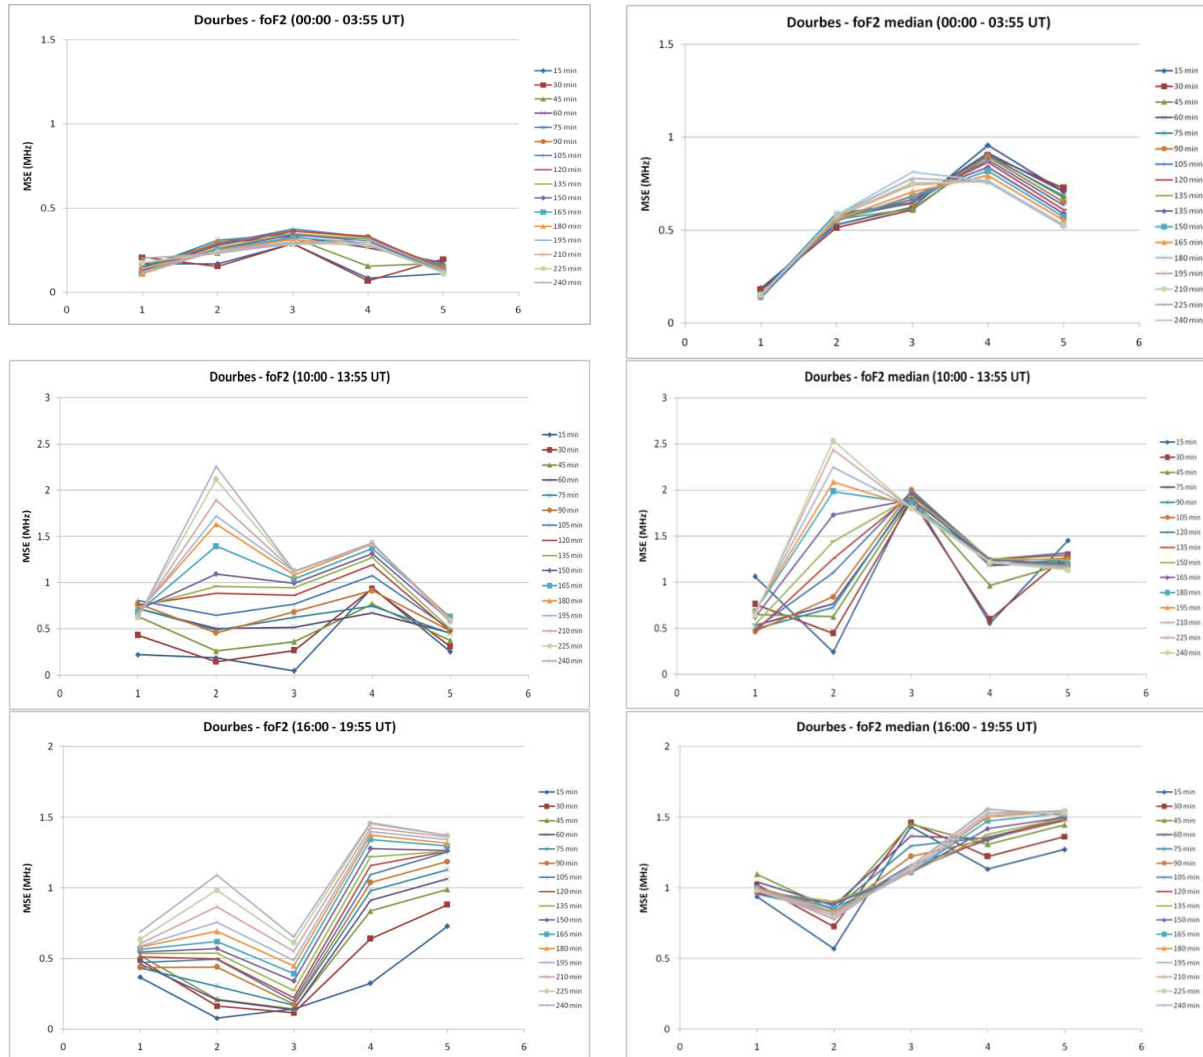 Dourbes - foF2 (00:00 - 03:55 UT)
1.5
1
0.5
0
MSE (MHz)
0 1 2 3 4 5 6
15 min
30 min
45 min
60 min
75 min
90 min
105 min
120 min
135 min
150 min
165 min
180 min
195 min
210 min
225 min
240 min
Dourbes - foF2 median (00:00 - 03:55 UT)
1.5
1
0.5
0
MSE (MHz)
0 1 2 3 4 5 6
15 min
30 min
45 min
60 min
75 min
90 min
105 min
120 min
135 min
135 min
150 min
165 min
180 min
195 min
210 min
225 min
240 min
Dourbes - foF2 (10:00 - 13:55 UT)
3
2.5
2
1.5
1
0.5
0
MSE (MHz)
0 1 2 3 4 5 6
15 min
30 min
45 min
60 min
75 min
90 min
105 min
120 min
135 min
150 min
165 min
180 min
195 min
210 min
225 min
240 min
Dourbes - foF2 median (10:00 - 13:55 UT)
3
2.5
2
1.5
1
0.5
0
MSE (MHz)
0 1 2 3 4 5 6
15 min
30 min
45 min
75 min
90 min
105 min
120 min
135 min
150 min
165 min
180 min
195 min
210 min
225 min
240 min
Dourbes - foF2 (16:00 - 19:55 UT)
2
1.5
1
0.5
0
MSE (MHz)
0 1 2 3 4 5 6
15 min
30 min
45 min
60 min
75 min
90 min
105 min
120 min
135 min
150 min
165 min
180 min
195 min
210 min
225 min
240 min
Dourbes - foF2 median (16:00 - 19:55 UT)
2
1.5
1
0.5
0
MSE (MHz)
0 1 2 3 4 5 6
15 min
30 min
45 min
60 min
75 min
90 min
105 min
120 min
135 min
150 min
165 min
180 min
195 min
210 min
225 min
240 min